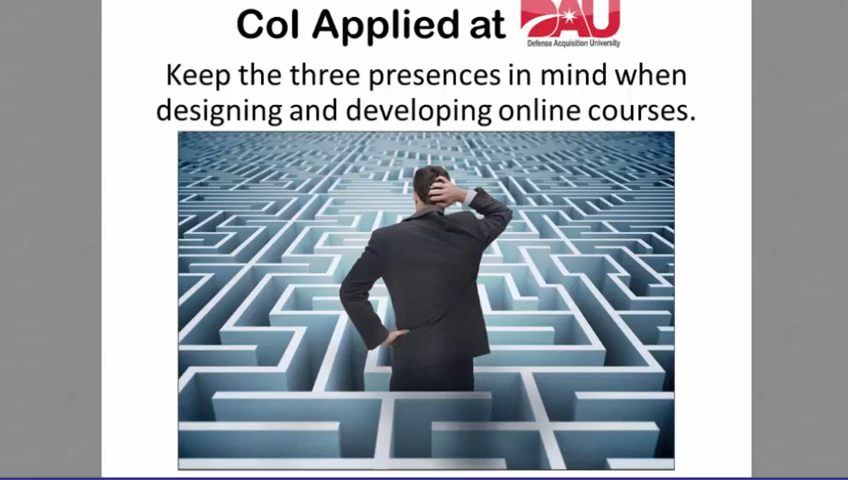 CoI Applied at DAU
Defense Acquisition University
Keep the three presences in mind when
designing and developing online courses.